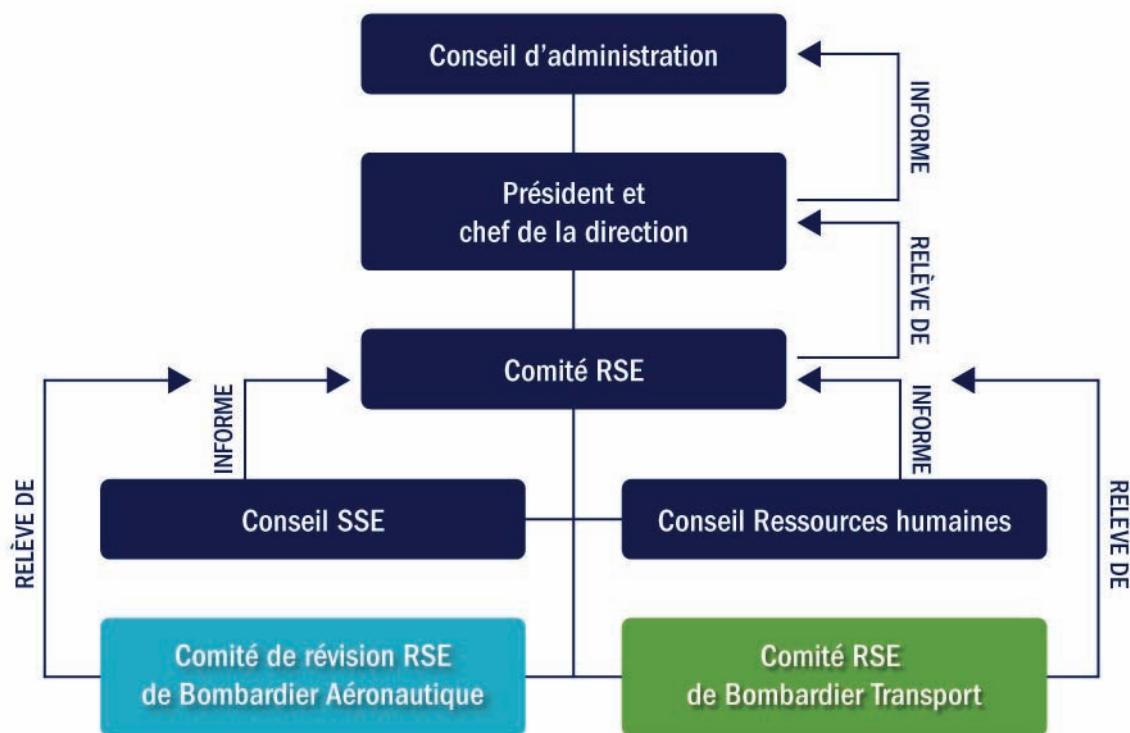 Conseil d'administration
INFORME
Président et
chef de la direction
RELÈVE DE
Comité RSE
INFORME
INFORME
RELÈVE DE
RELEVE DE
Conseil SSE
Conseil Ressources humaines
Comité de révision RSE
de Bombardier Aéronautique
Comité RSE
de Bombardier Transport